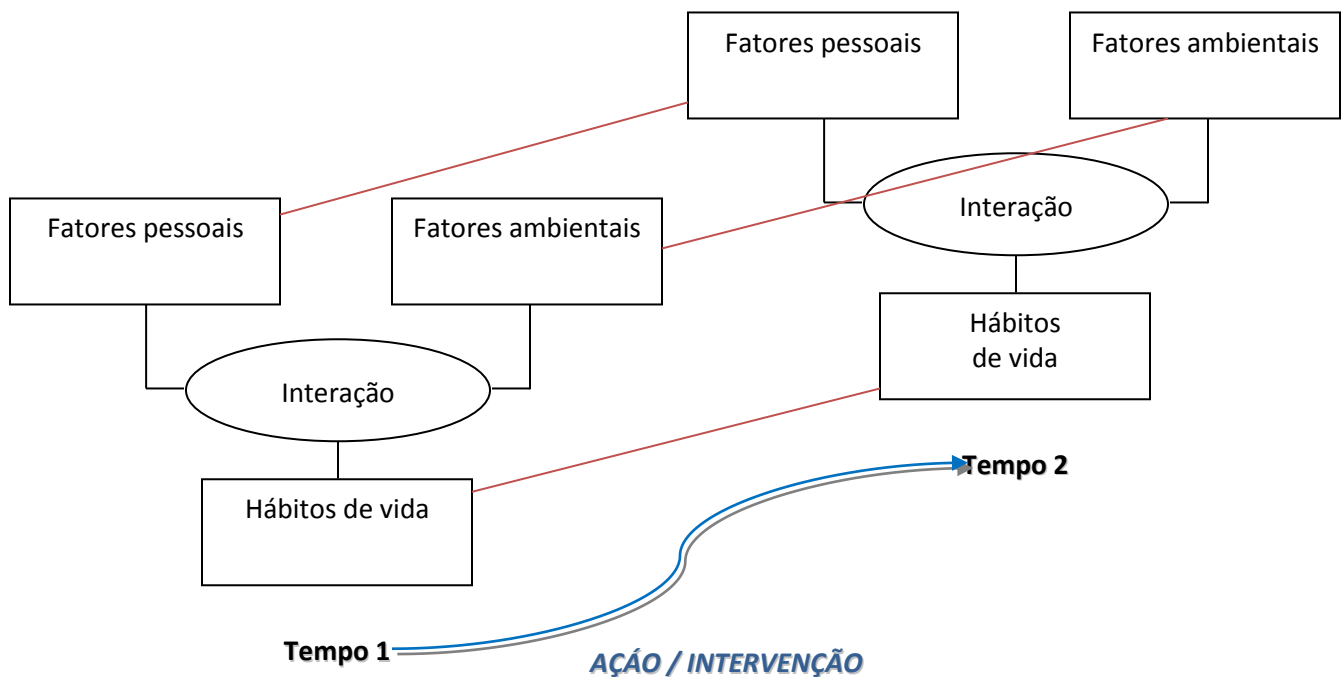 Fatores pessoais
Fatores ambientais
Interação
Hábitos
de vida
Fatores pessoais
Fatores ambientais
Interação
Hábitos de vida
Tempo 2
Tempo 1
AÇÁO / INTERVENÇÃO